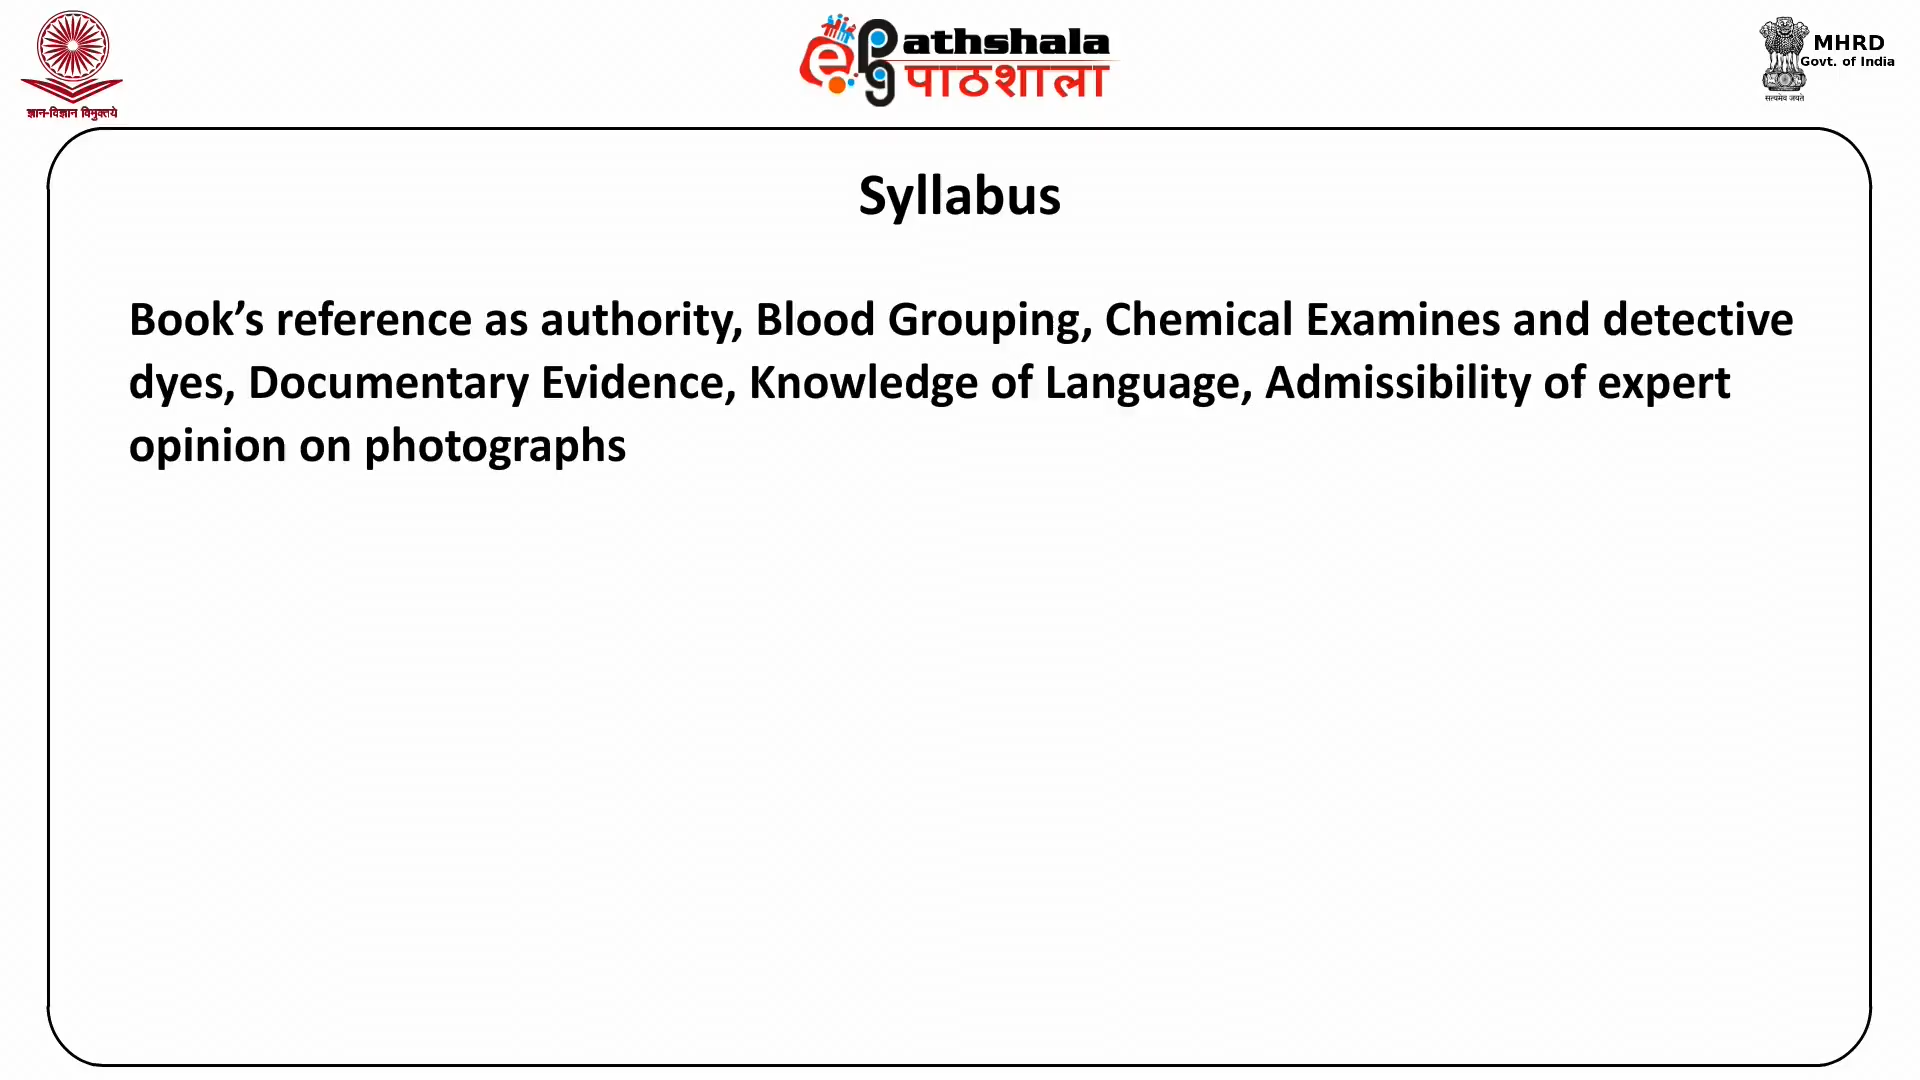 ज्ञान-विज्ञान विमुक्तये
ePathshala
पाठशाला
MHRD
Govt. of India
सत्यमेव जयते
Syllabus
Book’s reference as authority, Blood Grouping, Chemical Examines and detective
dyes, Documentary Evidence, Knowledge of Language, Admissibility of expert
opinion on photographs